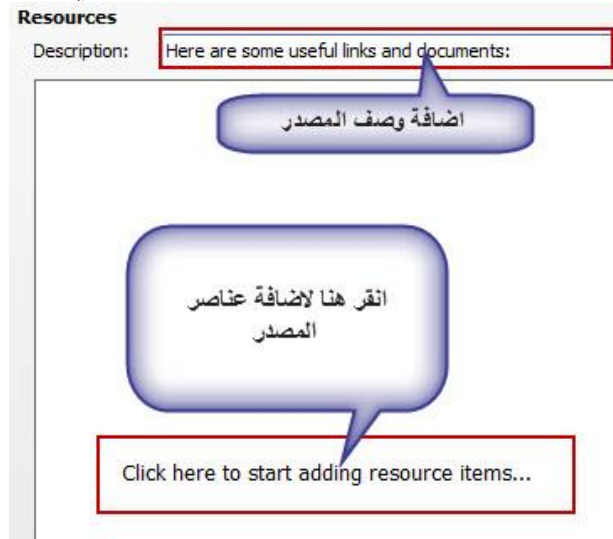 Resources
Description: Here are some useful links and documents:
اضافة وصف المصدر
انقر هنا لاضافة عناصر
المصدر
Click here to start adding resource items...